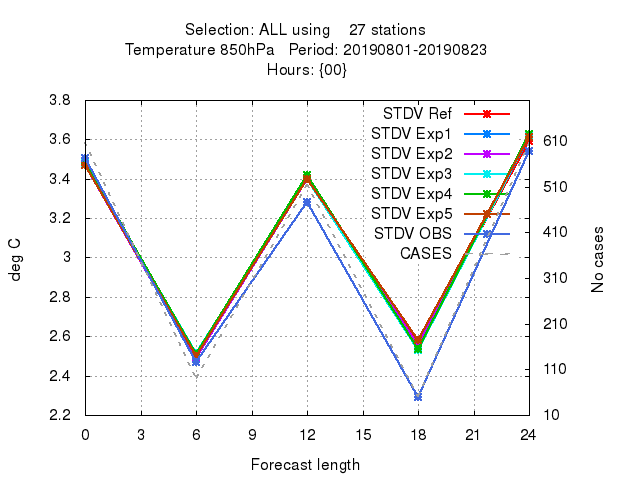 Selection: ALL using    27 stations
Temperature 850hPa   Period: 20190801-20190823
Hours: {00}
3.8
3.6
3.4
3.2
3
2.8
2.6
2.4
2.2
deg C
STDV Ref
STDV Exp1
STDV Exp2
STDV Exp3
STDV Exp4
STDV Exp5
STDV OBS
CASES
610
510
410
310
210
110
10
No cases
0 3 6 9 12 15 18 21 24
Forecast length